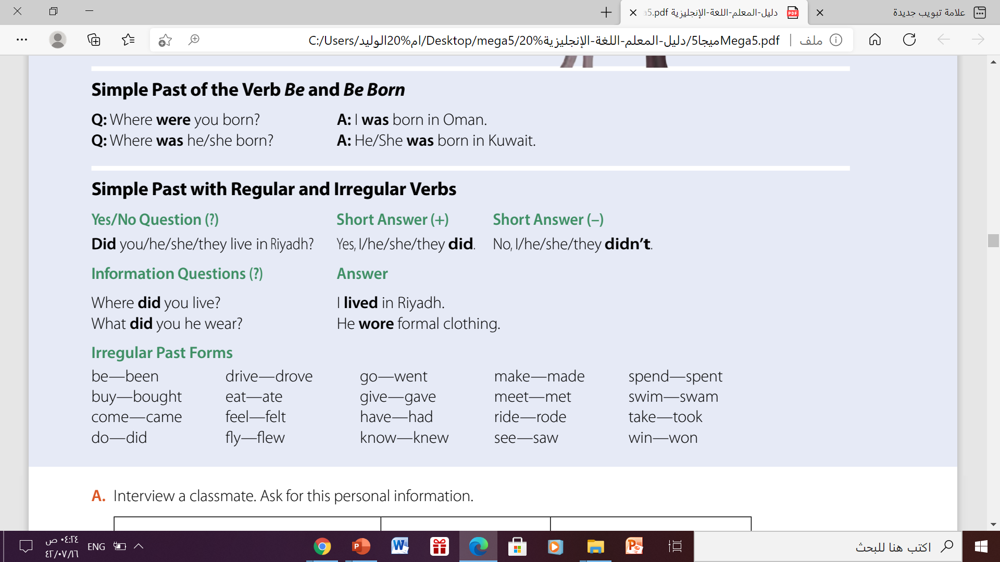 علامة تبويب جديدة
دليل-المعلم-اللغة-الإنجليزية a5.pdf
ملف
C:/Users/ام%20الوليد/Desktop/mega5/دليل-المعلم-اللغة-الإنجليزية%20ميجا5Mega5.pdf
Simple Past of the Verb Be and Be Born
Q: Where were you born? A: I was born in Oman.
Q: Where was he/she born? A: He/She was born in Kuwait.
Simple Past with Regular and Irregular Verbs
Yes/No Question (?) Short Answer (+) Short Answer (–)
Did you/he/she/they live in Riyadh? Yes, I/he/she/they did. No, I/he/she/they didn’t.
Information Questions (?) Answer
Where did you live? I lived in Riyadh.
What did you he wear? He wore formal clothing.
Irregular Past Forms
be—been drive—drove go—went make—made spend—spent
buy—bought eat—ate give—gave meet—met swim—swam
come—came feel—felt have—had ride—rode take—took
do—did fly—flew know—knew see—saw win—won
A. Interview a classmate. Ask for this personal information.
اكتب هنا للبحث
ENG
٠٤:٢٤ ص
٤٢/٠٧/١٦